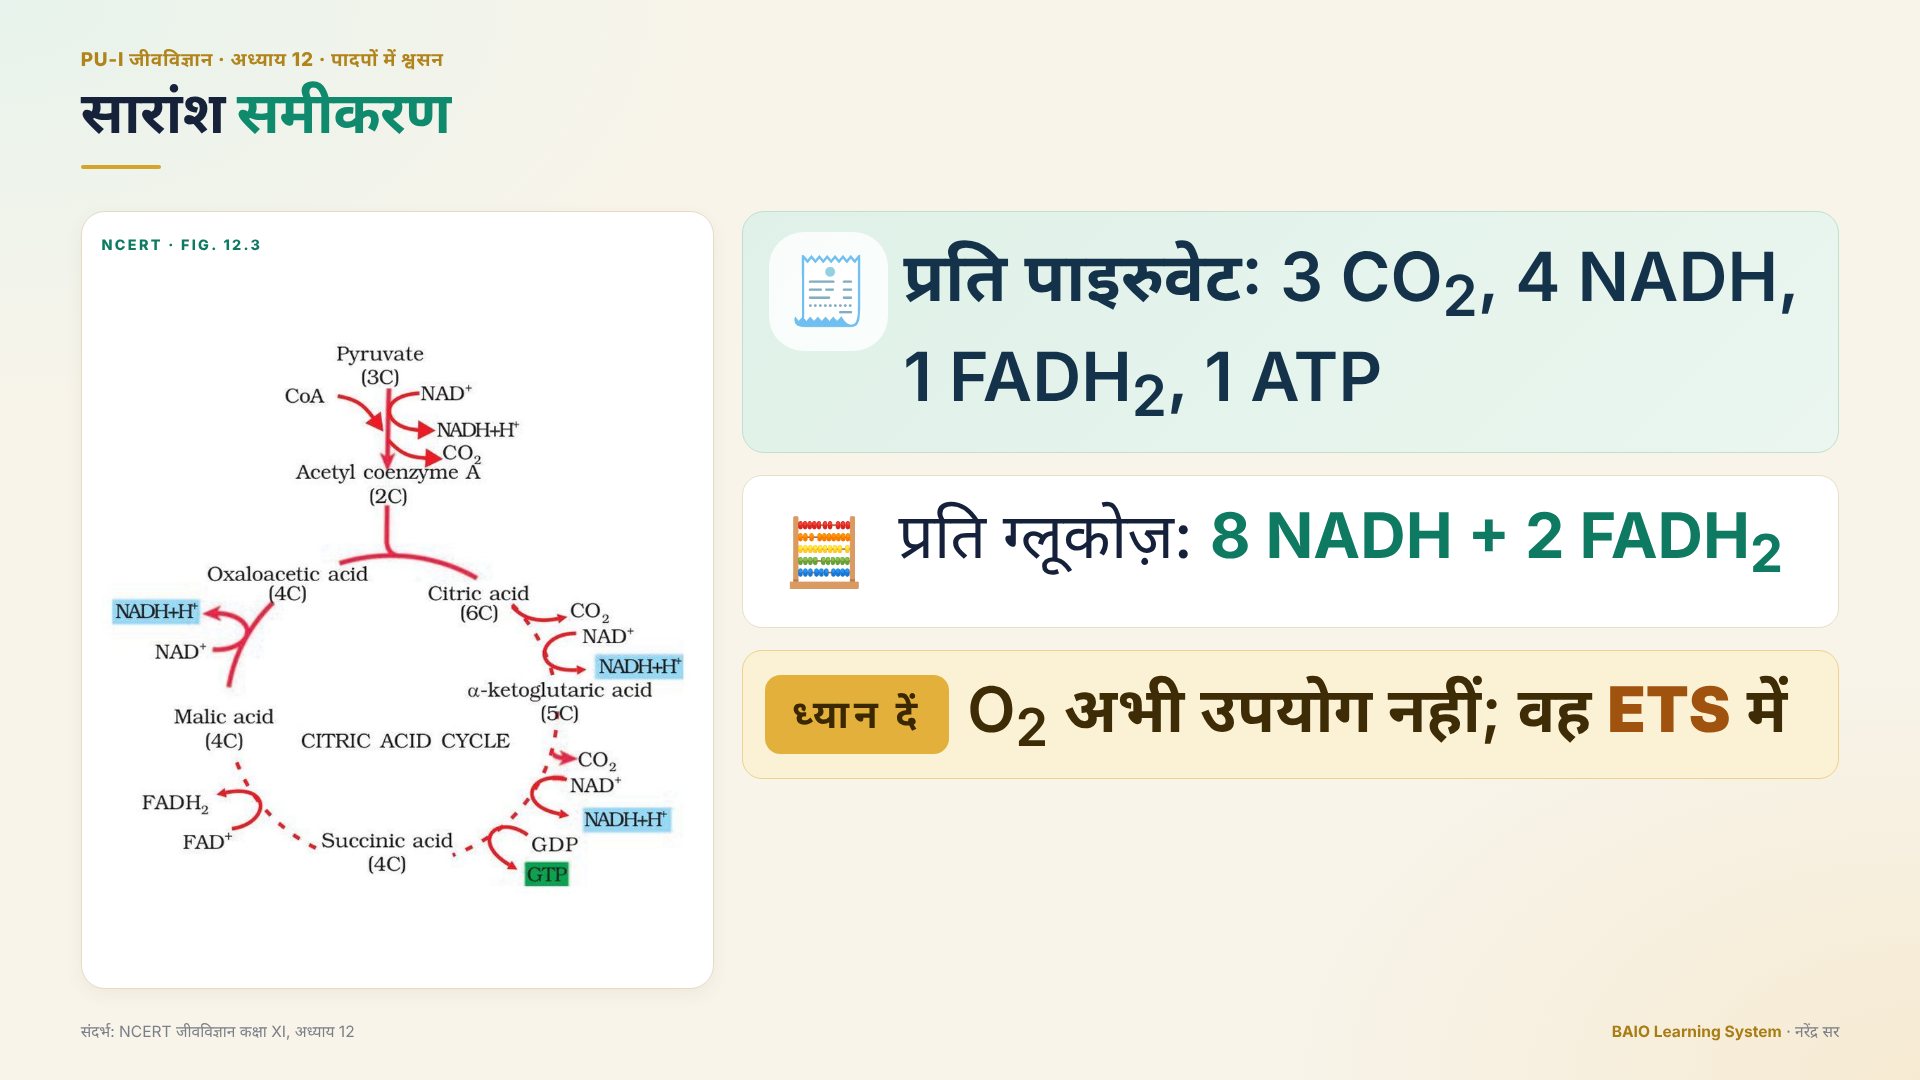 PU-I जीवविज्ञान · अध्याय 12 · पादपों में श्वसन
सारांश समीकरण
NCERT · FIG. 12.3
Pyruvate
(3C)
CoA
NAD⁺
NADH+H⁺
CO₂
Acetyl coenzyme A
(2C)
Oxaloacetic acid
(4C)
Citric acid
(6C)
NADH+H⁺
NAD⁺
CO₂
NAD⁺
NADH+H⁺
α-ketoglutaric acid
(5C)
Malic acid
(4C)
CITRIC ACID CYCLE
CO₂
NAD⁺
NADH+H⁺
FADH₂
FAD⁺
Succinic acid
(4C)
GDP
GTP
प्रति पाइरुवेट: 3 CO₂, 4 NADH,
1 FADH₂, 1 ATP
प्रति ग्लूकोज़: 8 NADH + 2 FADH₂
ध्यान दें O₂ अभी उपयोग नहीं; वह ETS में
संदर्भ: NCERT जीवविज्ञान कक्षा XI, अध्याय 12
BAIO Learning System · नरेंद्र सर